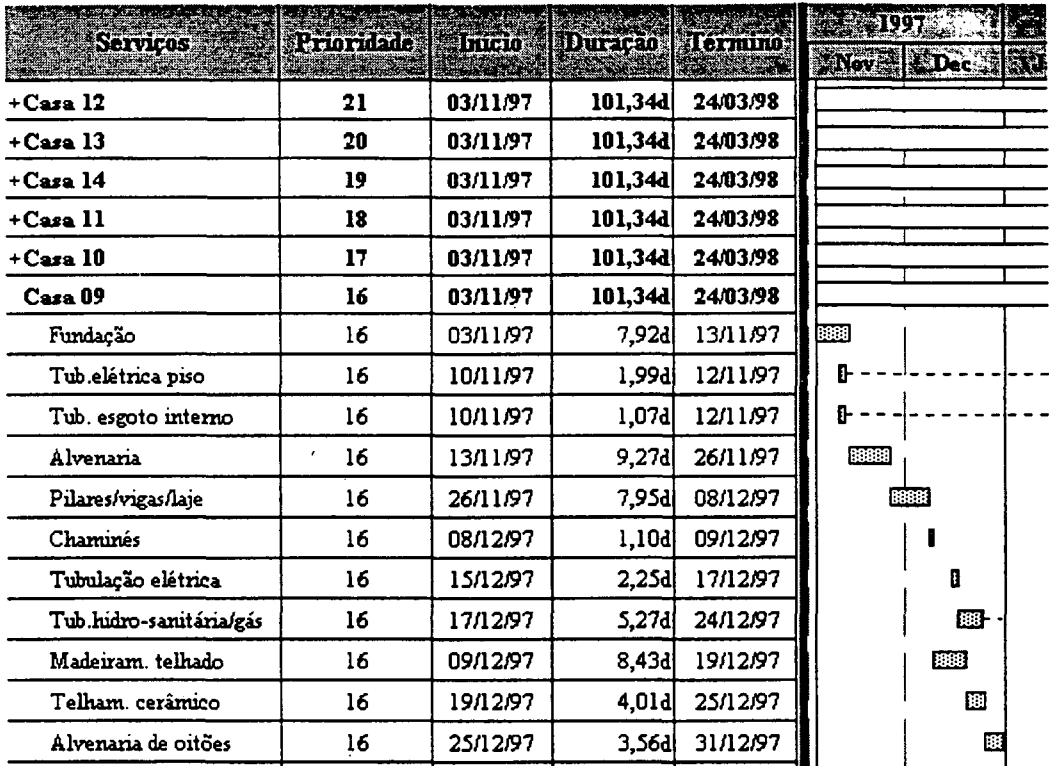 Serviços Prioridade Início Duração Termino 1997
Nov Dec
+Casa 12 21 03/11/97 101,34d 24/03/98
+Casa 13 20 03/11/97 101,34d 24/03/98
+Casa 14 19 03/11/97 101,34d 24/03/98
+Casa 11 18 03/11/97 101,34d 24/03/98
+Casa 10 17 03/11/97 101,34d 24/03/98
Casa 09 16 03/11/97 101,34d 24/03/98
Fundação 16 03/11/97 7,92d 13/11/97
Tub.elétrica piso 16 10/11/97 1,99d 12/11/97
Tub. esgoto interno 16 10/11/97 1,07d 12/11/97
Alvenaria 16 13/11/97 9,27d 26/11/97
Pilares/vigas/laje 16 26/11/97 7,95d 08/12/97
Chaminés 16 08/12/97 1,10d 09/12/97
Tubulação elétrica 16 15/12/97 2,25d 17/12/97
Tub.hidro-sanitária/gás 16 17/12/97 5,27d 24/12/97
Madeiram. telhado 16 09/12/97 8,43d 19/12/97
Telham. cerâmico 16 19/12/97 4,01d 25/12/97
Alvenaria de oitões 16 25/12/97 3,56d 31/12/97